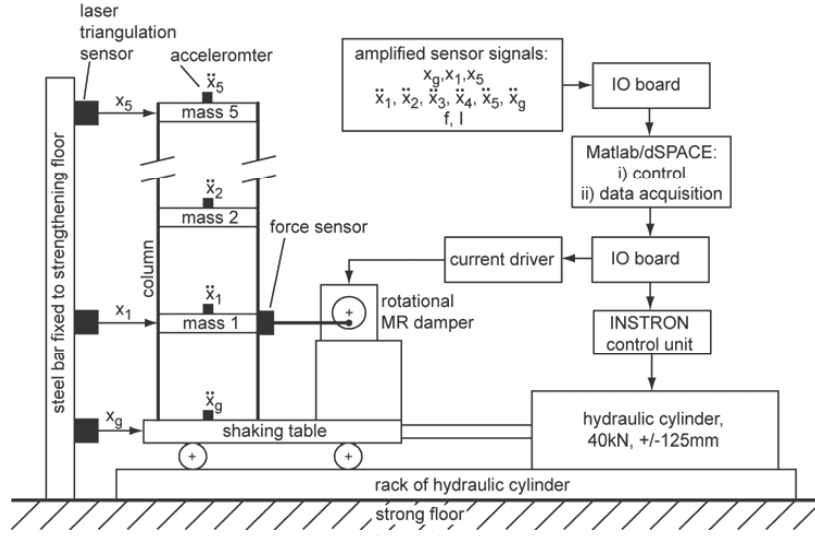 laser
triangulation
sensor
acceleromter
ẍ5
x5
mass 5
steel bar fixed to strengthening floor
column
ẍ2
mass 2
force sensor
ẍ1
x1
mass 1
rotational
MR damper
ẍg
xg
shaking table
amplified sensor signals:
xg,x1,x5
ẍ1, ẍ2, ẍ3, ẍ4, ẍ5, ẍg
f, I
IO board
Matlab/dSPACE:
i) control
ii) data acquisition
current driver
IO board
INSTRON
control unit
hydraulic cylinder,
40kN, +/-125mm
rack of hydraulic cylinder
strong floor